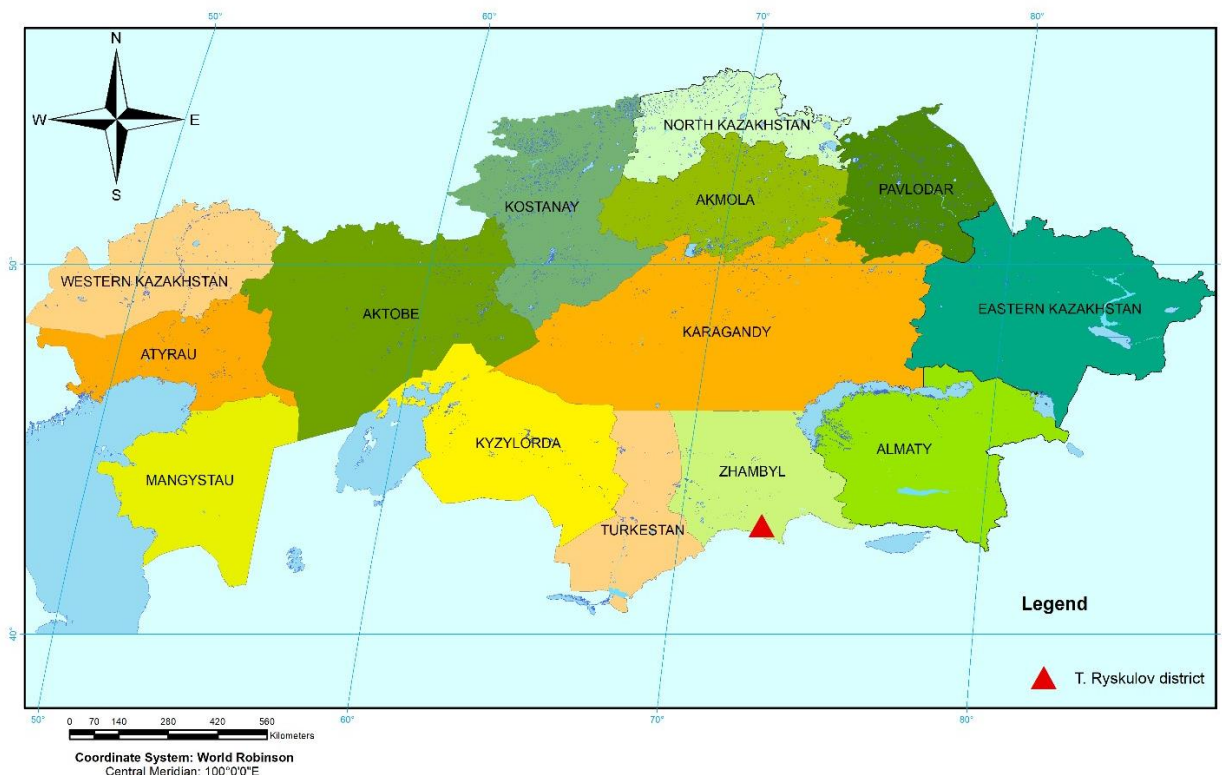 50° 60° 70° 80°
N
W E
S
NORTH KAZAKHSTAN
PAVLODAR
AKMOLA
KOSTANAY
50°
WESTERN KAZAKHSTAN
EASTERN KAZAKHSTAN
AKTOBE
KARAGANDY
ATYRAU
KYZYLORDA
ALMATY
ZHAMBYL
MANGYSTAU
TURKESTAN
Legend
40° 40°
T. Ryskulov district
50° 60° 70° 80°
0 70 140 280 420 560
Kilometers
Coordinate System: World Robinson
Central Meridian: 100°0'0"E